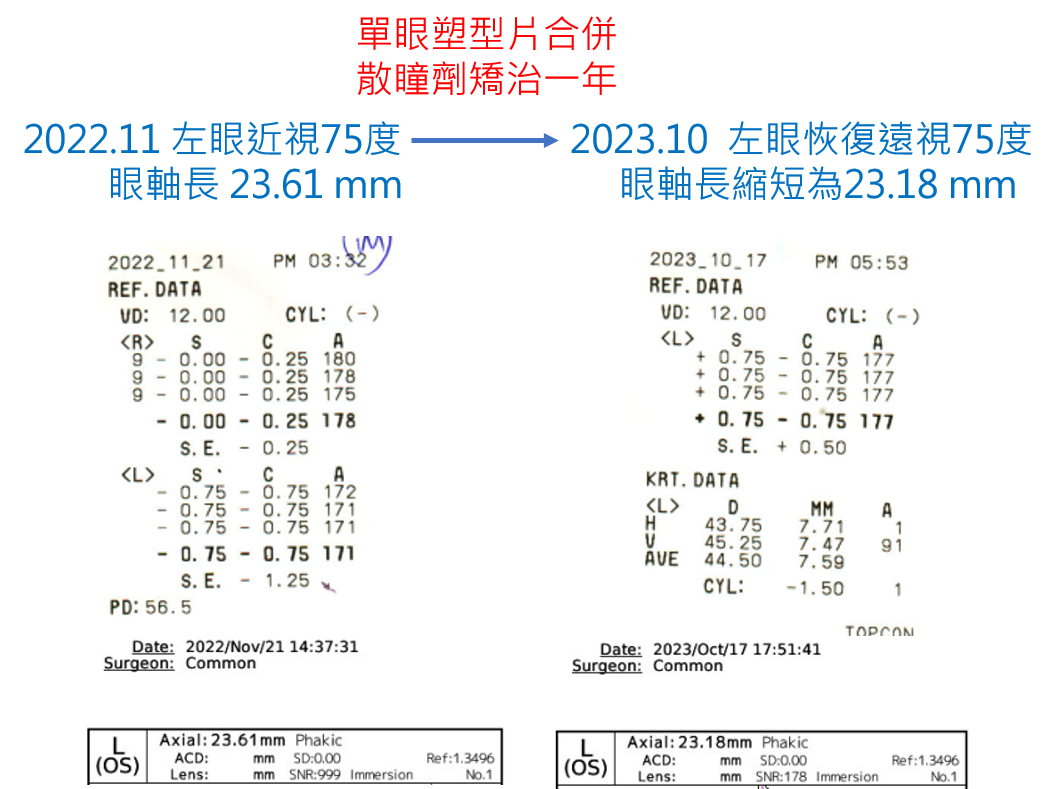 單眼塑型片合併
散瞳劑矯治一年
2022.11 左眼近視75度
眼軸長 23.61 mm
2023.10 左眼恢復遠視75度
眼軸長縮短為23.18 mm
2022_11_21 PM 03:32
REF.DATA
VD: 12.00 CYL: (-)
<R> S C A
9 - 0.00 - 0.25 180
9 - 0.00 - 0.25 178
9 - 0.00 - 0.25 175
- 0.00 - 0.25 178
S.E. - 0.25
<L> S C A
- 0.75 - 0.75 172
- 0.75 - 0.75 171
- 0.75 - 0.75 171
- 0.75 - 0.75 171
S.E. - 1.25
PD: 56.5
Date: 2022/Nov/21 14:37:31
Surgeon: Common
L (OS)
Axial: 23.61mm Phakic
ACD: mm SD:0.00 Ref:1.3496
Lens: mm SNR:999 Immersion No.1
2023_10_17 PM 05:53
REF.DATA
VD: 12.00 CYL: (-)
<L> S C A
+ 0.75 - 0.75 177
+ 0.75 - 0.75 177
+ 0.75 - 0.75 177
+ 0.75 - 0.75 177
S.E. + 0.50
KRT.DATA
<L> D MM A
H 43.75 7.71 1
V 45.25 7.47 91
AVE 44.50 7.59
CYL: -1.50 1
TOPCON
Date: 2023/Oct/17 17:51:41
Surgeon: Common
L (OS)
Axial: 23.18mm Phakic
ACD: mm SD:0.00 Ref:1.3496
Lens: mm SNR:178 Immersion No.1